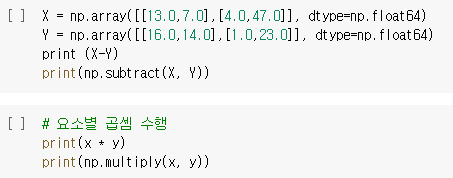 [ ] X = np.array([[13.0,7.0],[4.0,47.0]], dtype=np.float64)
Y = np.array([[16.0,14.0],[1.0,23.0]], dtype=np.float64)
print (X-Y)
print(np.subtract(X, Y))
[ ] # 요소별 곱셈 수행
print(x * y)
print(np.multiply(x, y))